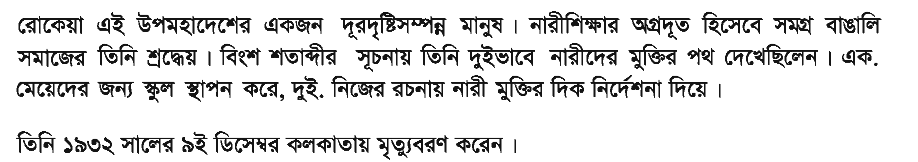 রোকেয়া এই উপমহাদেশের একজন দূরদৃষ্টিসম্পন্ন মানুষ। নারীশিক্ষার অগ্রদূত হিসেবে সমগ্র বাঙালি
সমাজের তিনি শ্রদ্ধেয়। বিংশ শতাব্দীর সূচনায় তিনি দুইভাবে নারীদের মুক্তির পথ দেখেছিলেন। এক.
মেয়েদের জন্য স্কুল স্থাপন করে, দুই. নিজের রচনায় নারী মুক্তির দিক নির্দেশনা দিয়ে।
তিনি ১৯৩২ সালের ৯ই ডিসেম্বর কলকাতায় মৃত্যুবরণ করেন।